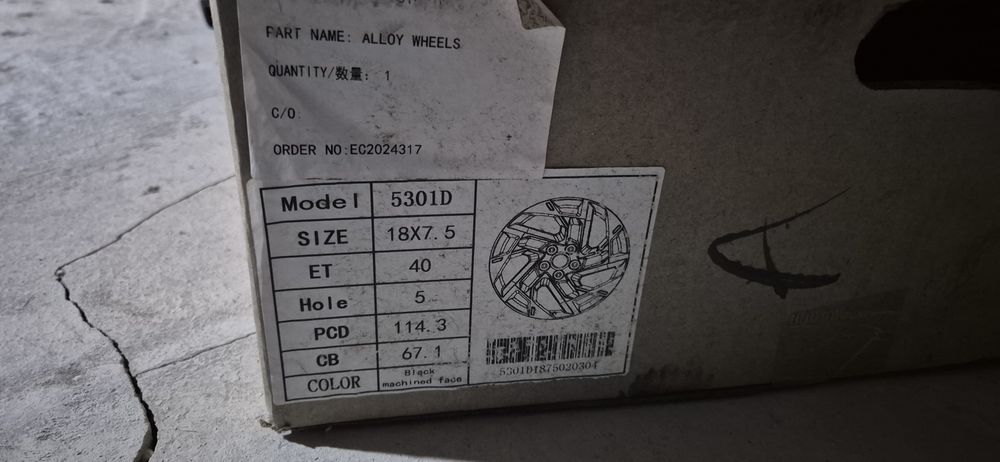 PART NAME: ALLOY WHEELS
QUANTITY/数量: 1
C/O:
ORDER NO:EC2024317
Model 5301D
SIZE 18X7.5
ET 40
Hole 5
PCD 114.3
CB 67.1
COLOR Black machined face
5301D1875020304